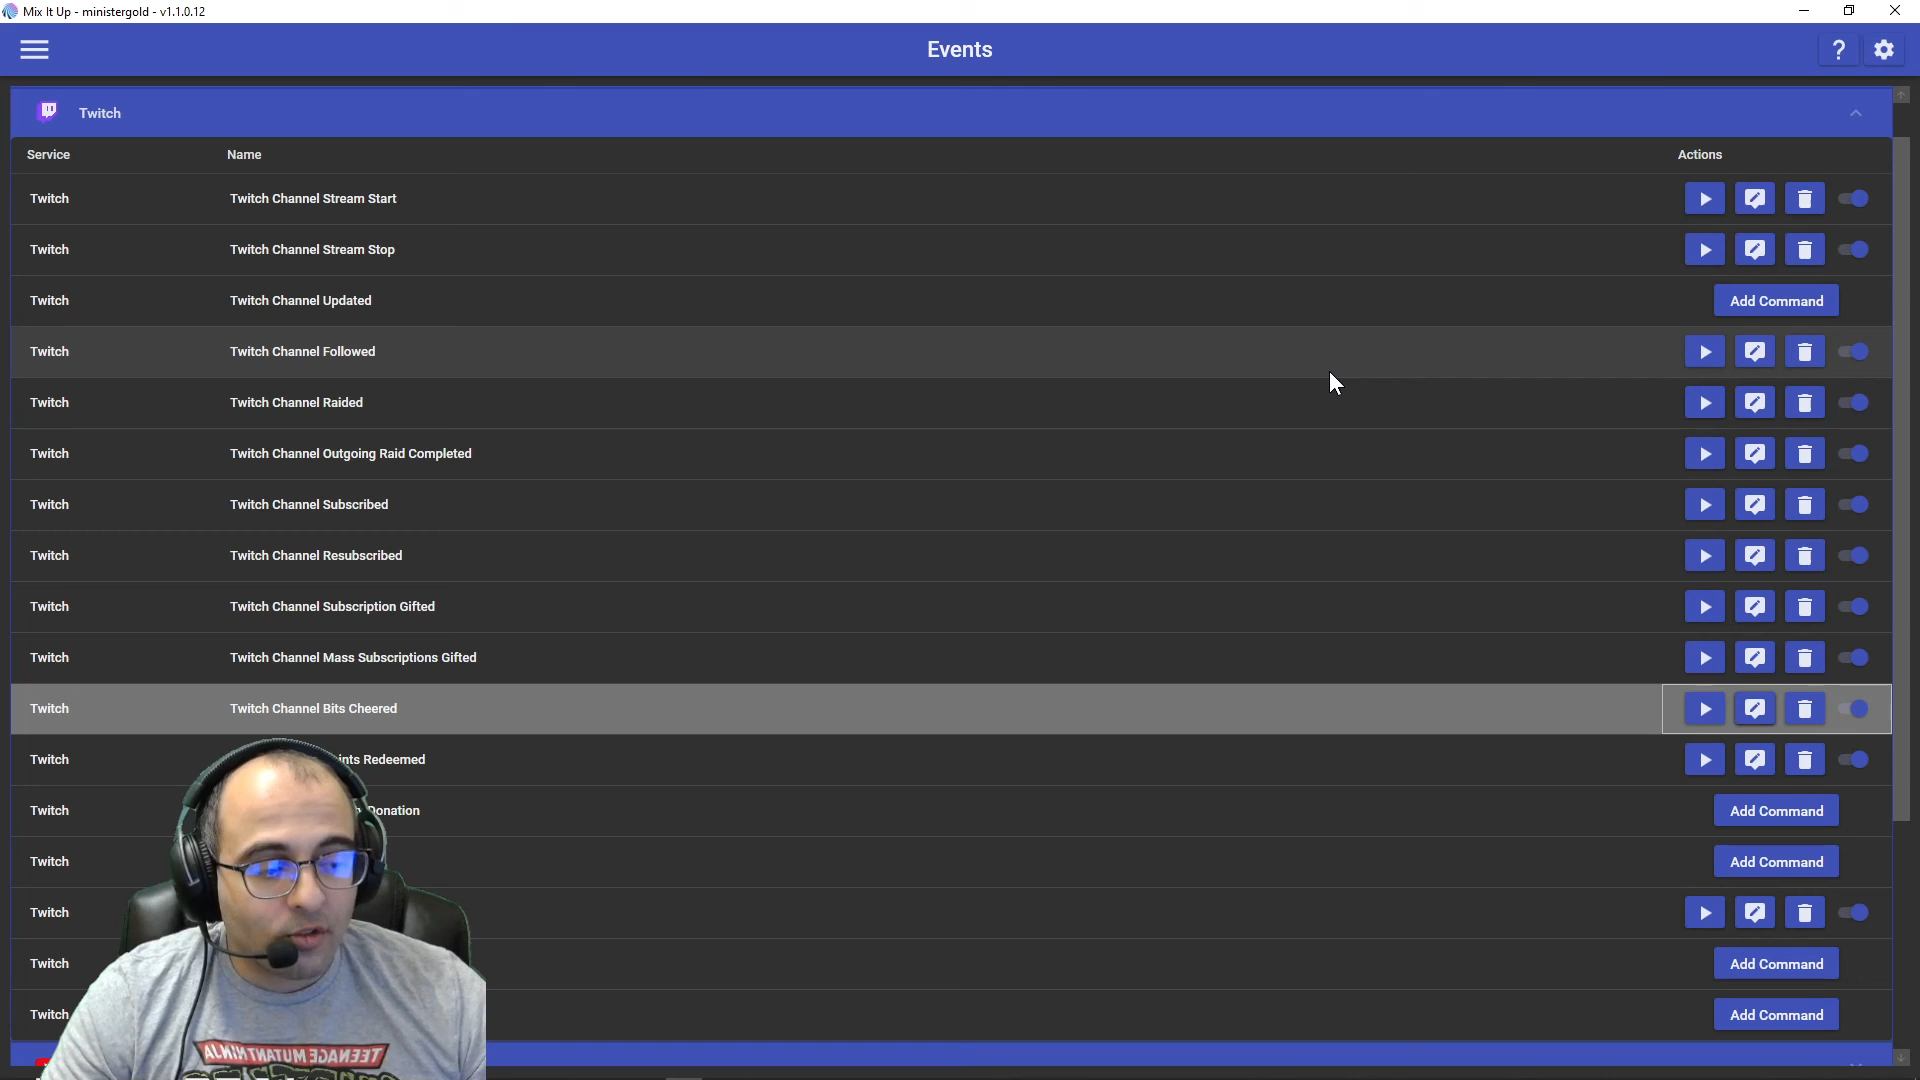 Mix It Up - ministergold - v1.1.0.12
Events
?
Twitch
Service Name Actions
Twitch Twitch Channel Stream Start
Twitch Twitch Channel Stream Stop
Twitch Twitch Channel Updated Add Command
Twitch Twitch Channel Followed
Twitch Twitch Channel Raided
Twitch Twitch Channel Outgoing Raid Completed
Twitch Twitch Channel Subscribed
Twitch Twitch Channel Resubscribed
Twitch Twitch Channel Subscription Gifted
Twitch Twitch Channel Mass Subscriptions Gifted
Twitch Twitch Channel Bits Cheered
Twitch Redeemed
Twitch Donation Add Command
Twitch Add Command
Twitch
Twitch Add Command
Twitch Add Command
TEENAGE MUTANT NINJA